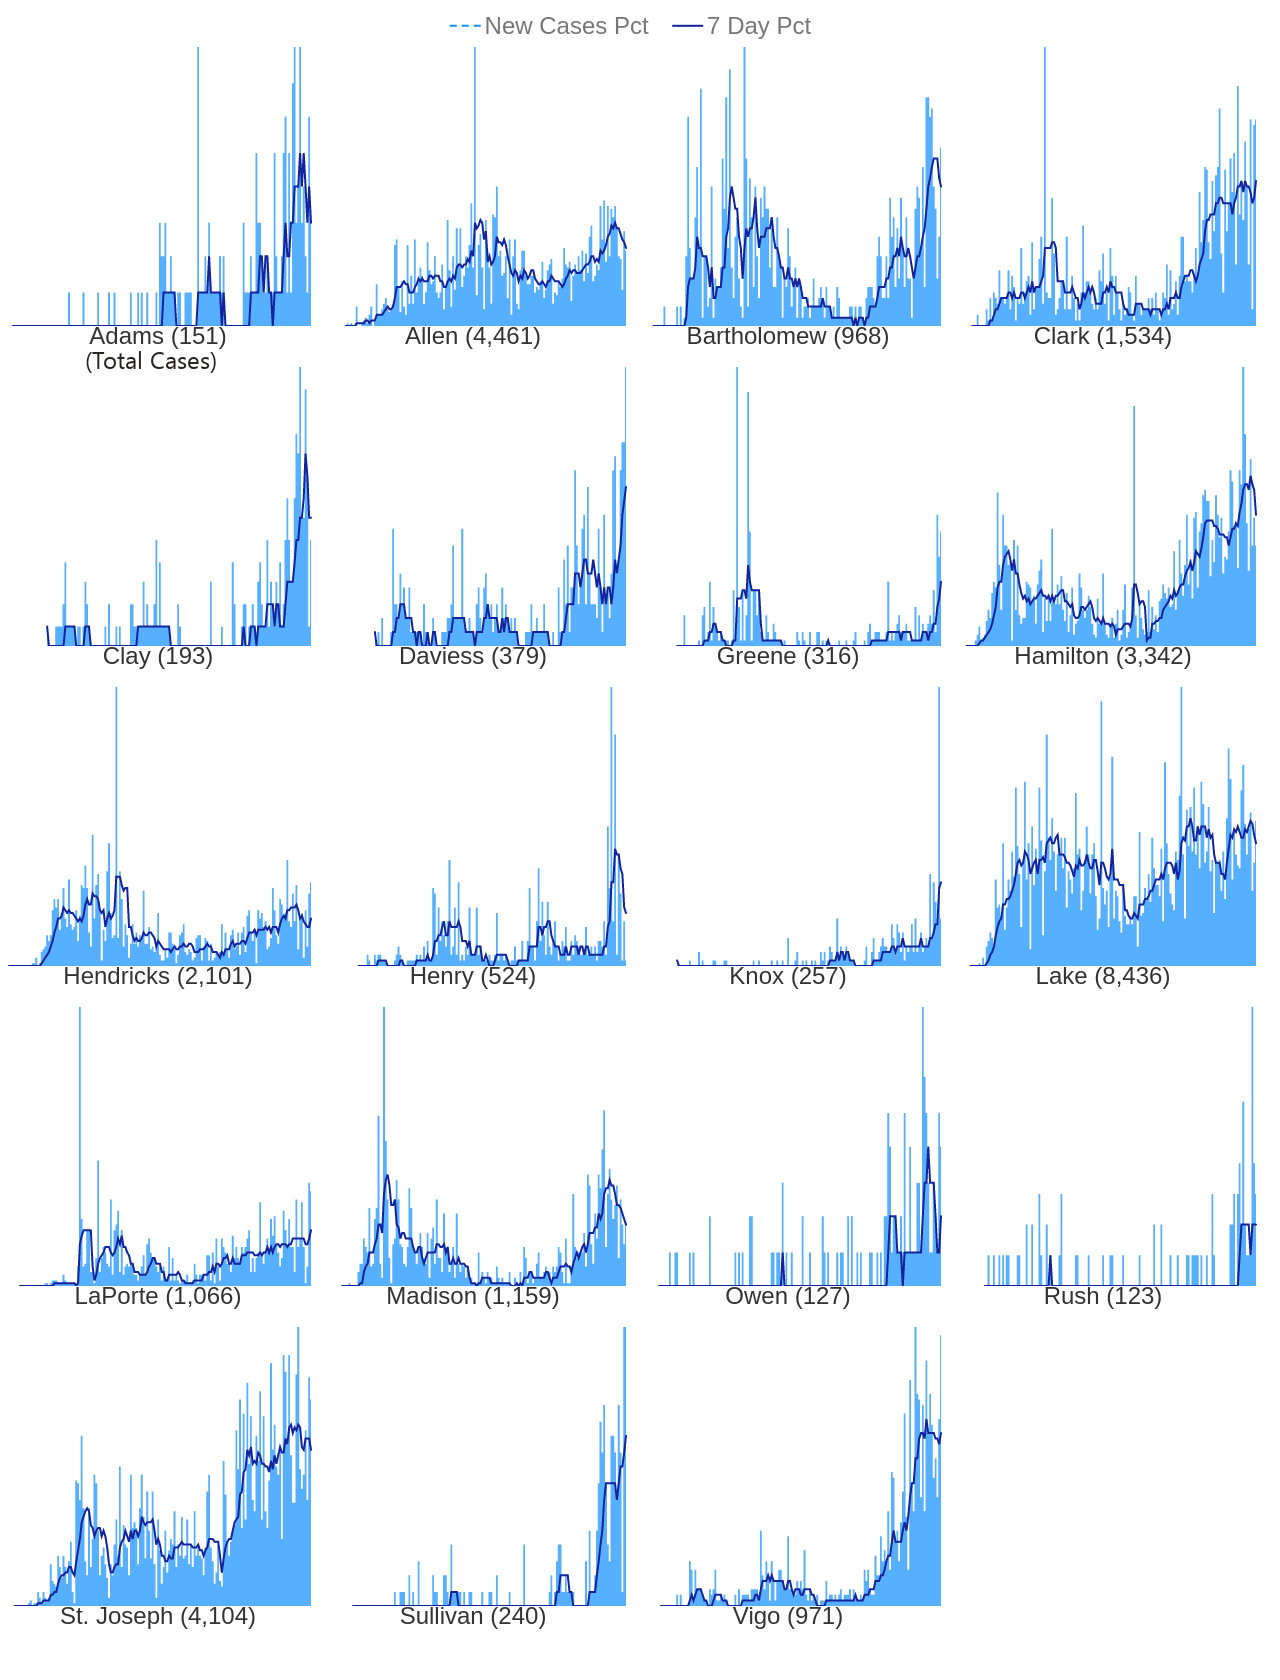 New Cases Pct 7 Day Pct
Adams (151) Allen (4,461) Bartholomew (968) Clark (1,534)
(Total Cases)
Clay (193) Daviess (379) Greene (316) Hamilton (3,342)
Hendricks (2,101) Henry (524) Knox (257) Lake (8,436)
LaPorte (1,066) Madison (1,159) Owen (127) Rush (123)
St. Joseph (4,104) Sullivan (240) Vigo (971)